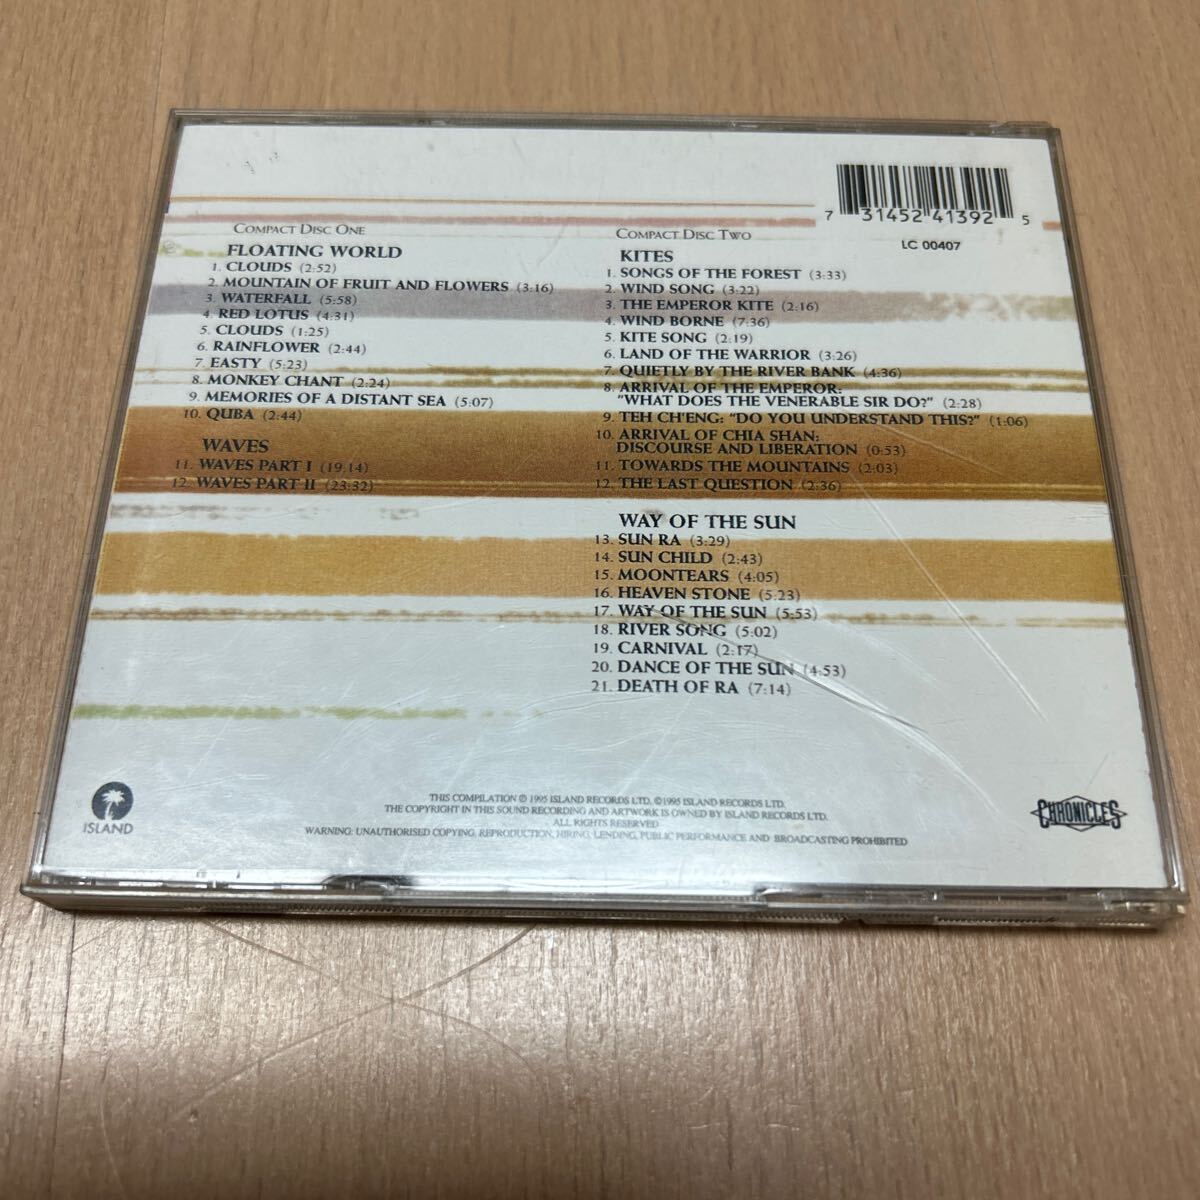 7 31452 41392 5
LC 00407
COMPACT DISC ONE
FLOATING WORLD
1. CLOUDS (2:52)
2. MOUNTAIN OF FRUIT AND FLOWERS (3:16)
3. WATERFALL (5:58)
4. RED LOTUS (4:31)
5. CLOUDS (1:25)
6. RAINFLOWER (2:44)
7. EASTY (5:23)
8. MONKEY CHANT (2:24)
9. MEMORIES OF A DISTANT SEA (5:07)
10. QUBA (2:44)
WAVES
11. WAVES PART I (19.14)
12. WAVES PART II (23:32)
COMPACT DISC TWO
KITES
1. SONGS OF THE FOREST (3:33)
2. WIND SONG (3:22)
3. THE EMPEROR KITE (2:16)
4. WIND BORNE (7:36)
5. KITE SONG (2:19)
6. LAND OF THE WARRIOR (3:26)
7. QUIETLY BY THE RIVER BANK (4:36)
8. ARRIVAL OF THE EMPEROR:
"WHAT DOES THE VENERABLE SIR DO?" (2:28)
9. TEH CH'ENG: "DO YOU UNDERSTAND THIS?" (1:06)
10. ARRIVAL OF CHIA SHAN:
DISCOURSE AND LIBERATION (0:53)
11. TOWARDS THE MOUNTAINS (2:03)
12. THE LAST QUESTION (2:36)
WAY OF THE SUN
13. SUN RA (3:29)
14. SUN CHILD (2:43)
15. MOONTEARS (4:05)
16. HEAVEN STONE (5:23)
17. WAY OF THE SUN (5:53)
18. RIVER SONG (5:02)
19. CARNIVAL (2:17)
20. DANCE OF THE SUN (4:53)
21. DEATH OF RA (7:14)
ISLAND
THIS COMPILATION ℗ 1995 ISLAND RECORDS LTD. ©1995 ISLAND RECORDS LTD.
THE COPYRIGHT IN THIS SOUND RECORDING AND ARTWORK IS OWNED BY ISLAND RECORDS LTD.
ALL RIGHTS RESERVED
WARNING: UNAUTHORISED COPYING, REPRODUCTION, HIRING, LENDING, PUBLIC PERFORMANCE AND BROADCASTING PROHIBITED
CHRONICLES